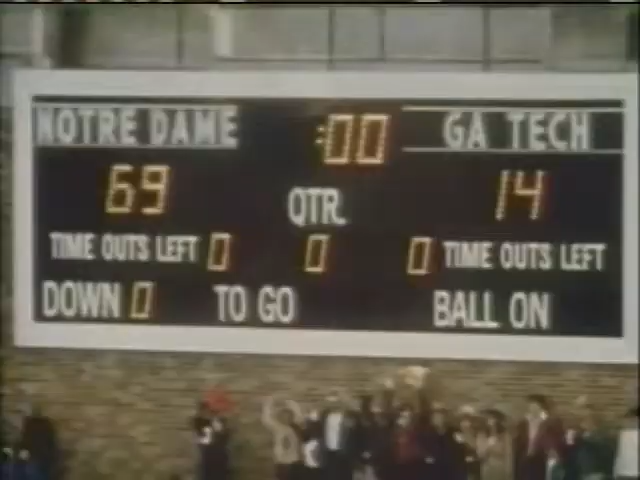 NOTRE DAME :00 GA TECH
69 QTR. 14
TIME OUTS LEFT 0 0 0 TIME OUTS LEFT
DOWN 0 TO GO BALL ON